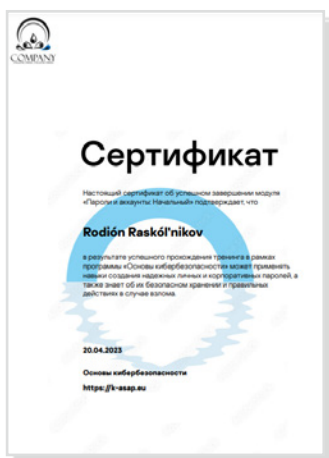 COMPANY
Сертификат
Настоящий сертификат об успешном завершении модуля
«Пароли и аккаунты: Начальный» подтверждает, что
Rodión Raskól'nikov
в результате успешного прохождения тренинга в рамках
программы «Основы кибербезопасности» может применять
навыки создания надежных личных и корпоративных паролей, а
также знает об их безопасном хранении и правильных
действиях в случае взлома.
20.04.2023
Основы кибербезопасности
https://k-asap.eu